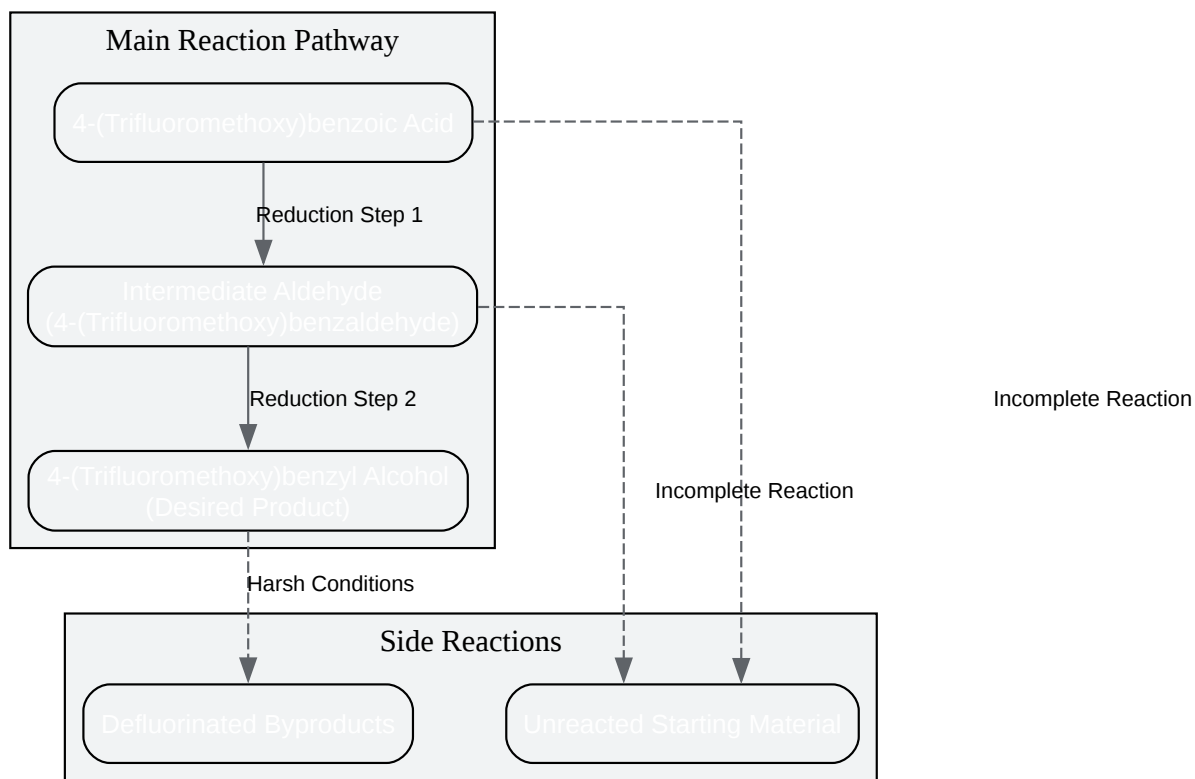 Main Reaction Pathway
4-(Trifluoromethoxy)benzoic Acid
Reduction Step 1
Intermediate Aldehyde
(4-(Trifluoromethoxy)benzaldehyde)
Reduction Step 2
Incomplete Reaction
4-(Trifluoromethoxy)benzyl Alcohol
(Desired Product)
Incomplete Reaction
Harsh Conditions
Side Reactions
Defluorinated Byproducts
Unreacted Starting Material